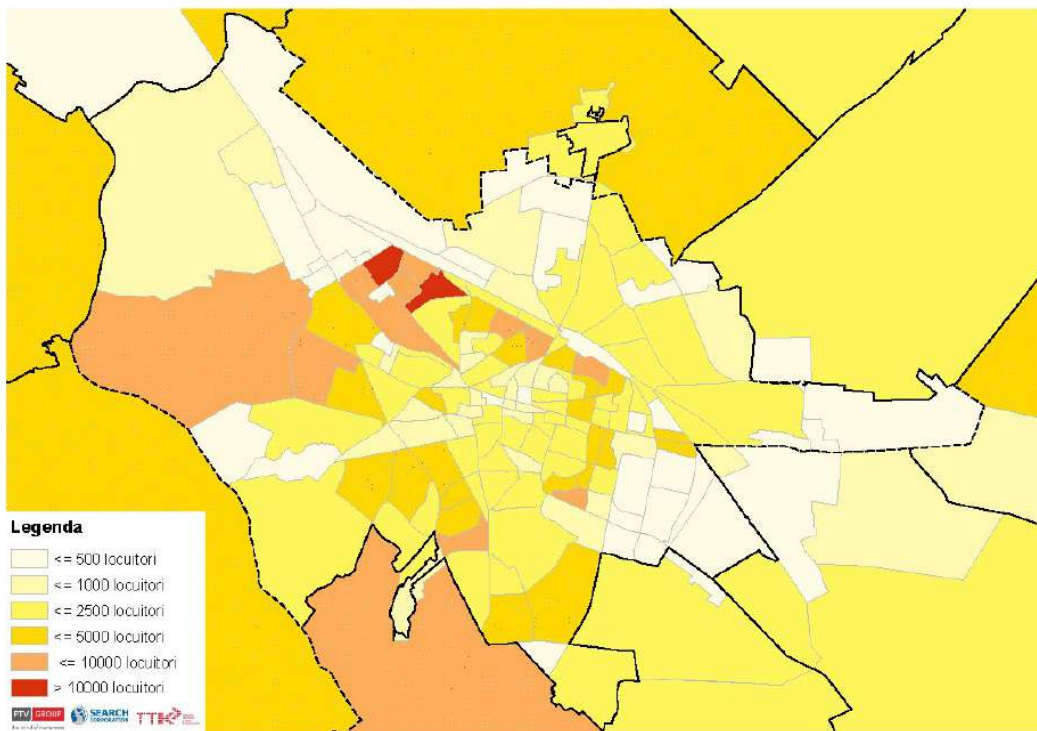 Legenda
<= 500 locuitori
<= 1000 locuitori
<= 2500 locuitori
<= 5000 locuitori
<= 10000 locuitori
> 10000 locuitori
PTV GROUP
SEARCH CORPORATION
TTK